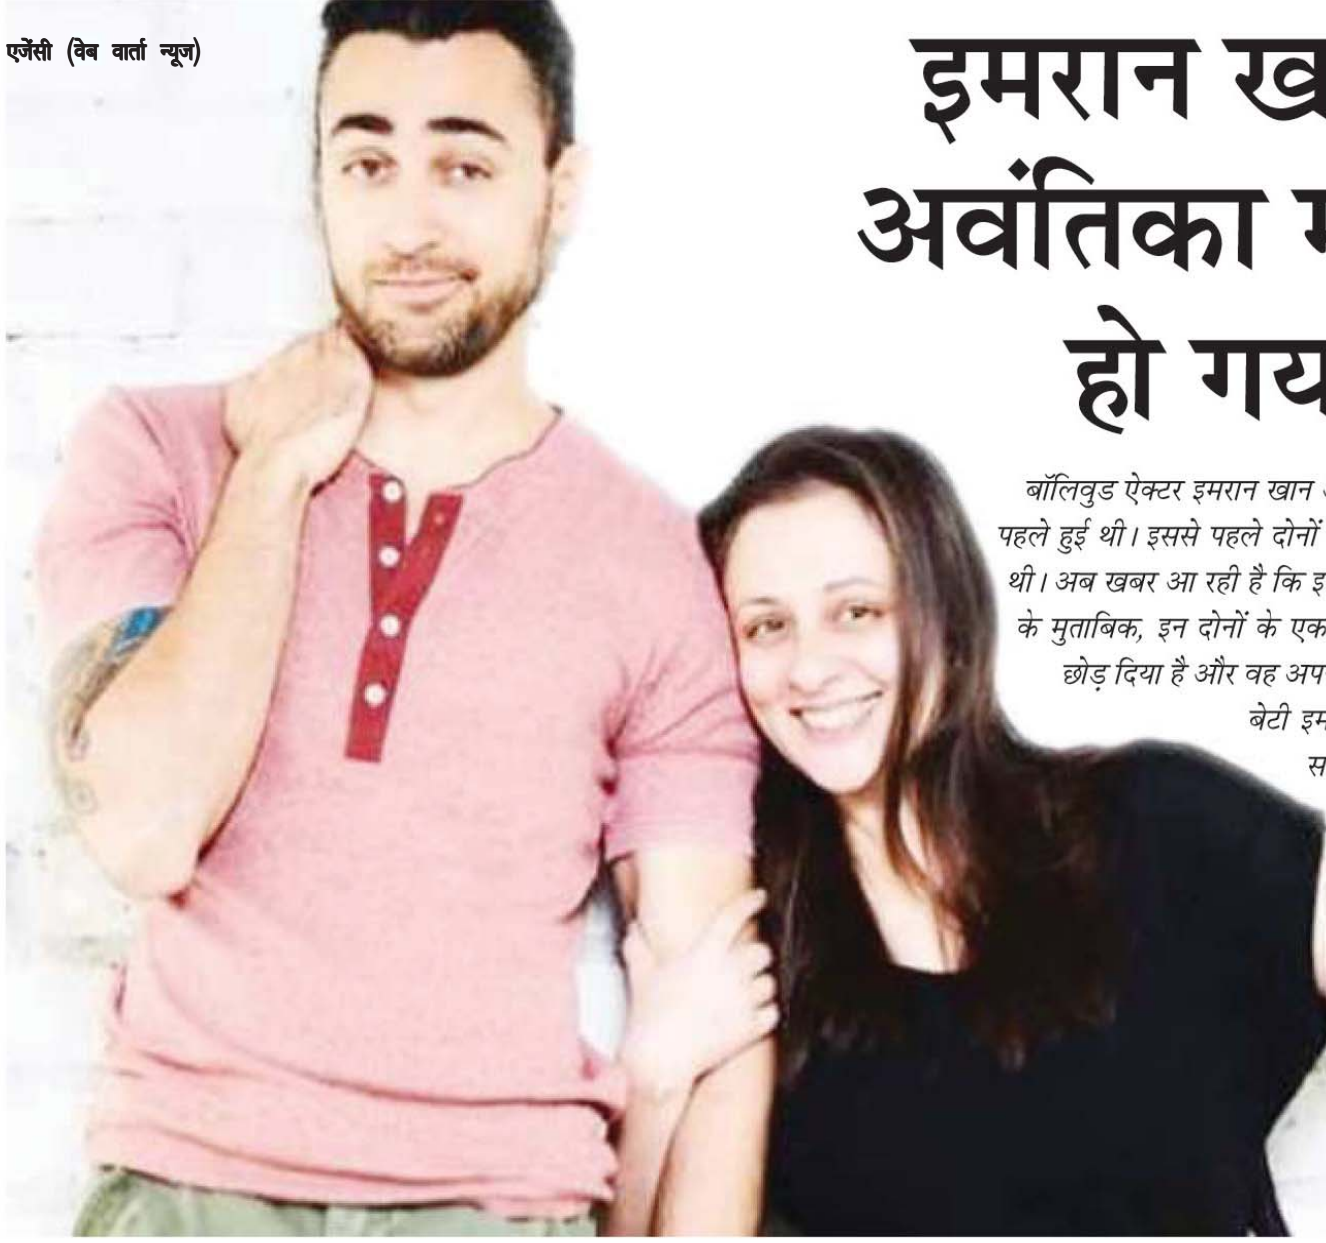 एजेंसी (वेब वार्ता न्यूज)
इमरान ख
अवंतिका
हो गय
बॉलिवुड ऐक्टर इमरान खान
पहले हुई थी। इससे पहले दोनों
थी। अब खबर आ रही है कि इ
के मुताबिक, इन दोनों के एक
छोड़ दिया है और वह अप
बेटी इम
स